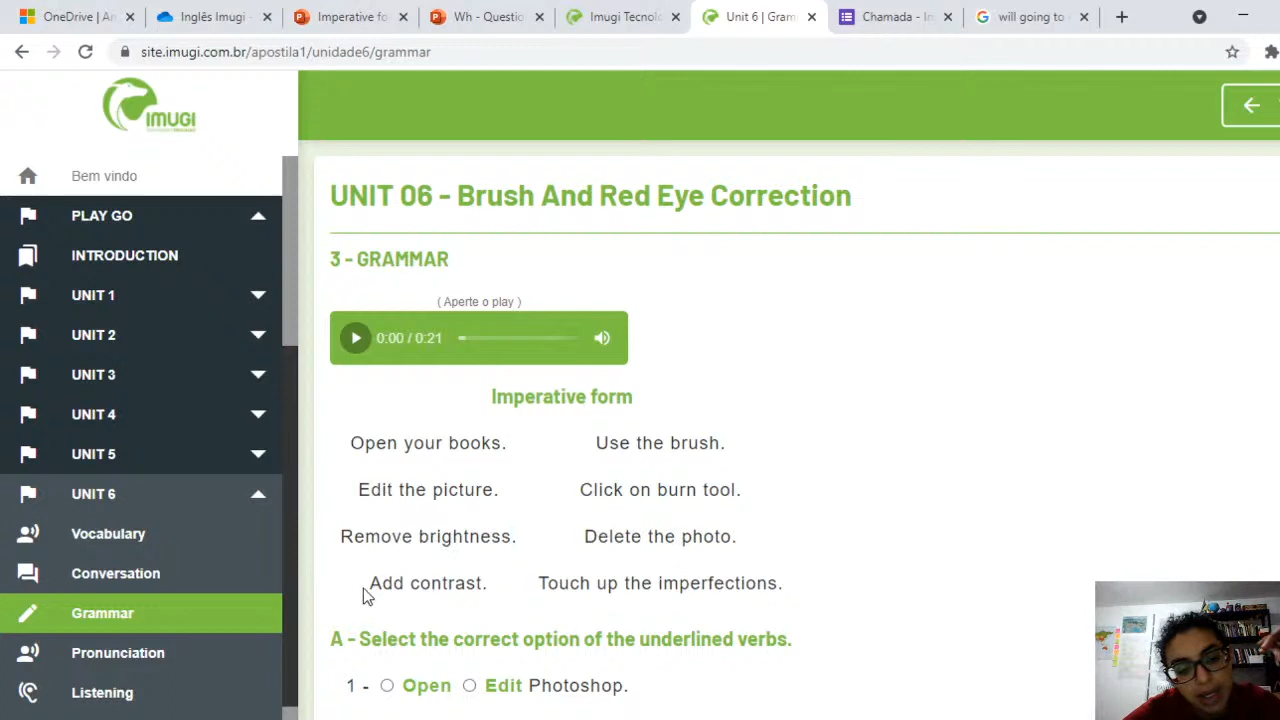 OneDrive | Ar
Inglês Imugi -
Imperative fo
Wh - Questio
Imugi Tecnolo
Unit 6 | Gram
Chamada - In
will going to
site.imugi.com.br/apostila1/unidade6/grammar
IMUGI
Bem vindo
PLAY GO
INTRODUCTION
UNIT 1
UNIT 2
UNIT 3
UNIT 4
UNIT 5
UNIT 6
Vocabulary
Conversation
Grammar
Pronunciation
Listening
UNIT 06 - Brush And Red Eye Correction
3 - GRAMMAR
( Aperte o play )
0:00 / 0:21
Imperative form
Open your books. Use the brush.
Edit the picture. Click on burn tool.
Remove brightness. Delete the photo.
Add contrast. Touch up the imperfections.
A - Select the correct option of the underlined verbs.
1 - Open Edit Photoshop.